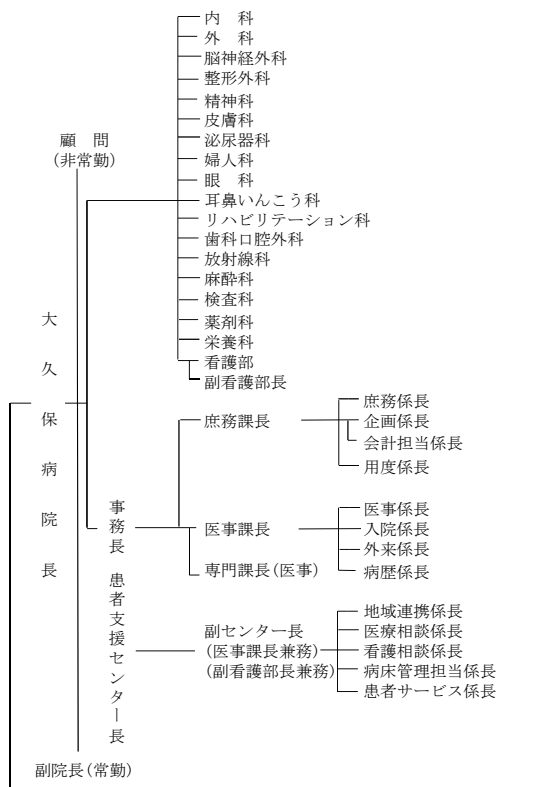 内　科
外　科
脳神経外科
整形外科
精神科
皮膚科
泌尿器科
婦人科
眼　科
耳鼻いんこう科
リハビリテーション科
歯科口腔外科
放射線科
麻酔科
検査科
薬剤科
栄養科
看護部
副看護部長
顧　問
(非常勤)
大久保病院長
副院長(常勤)
事務長
庶務課長
庶務係長
企画係長
会計担当係長
用度係長
医事課長
専門課長(医事)
医事係長
入院係長
外来係長
病歴係長
患者支援センター長
副センター長
(医事課長兼務)
(副看護部長兼務)
地域連携係長
医療相談係長
看護相談係長
病床管理担当係長
患者サービス係長